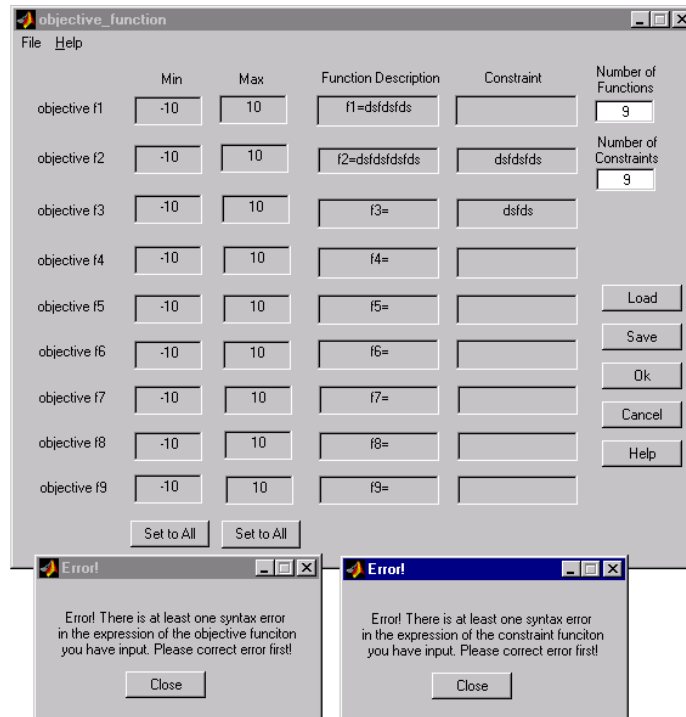 objective_function
File Help
Min Max Function Description Constraint Number of Functions
objective f1 -10 10 f1=dsfdsfds 9
objective f2 -10 10 f2=dsfdsfdsfds dsfdsfds Number of Constraints
9
objective f3 -10 10 f3= dsfds
objective f4 -10 10 f4=
objective f5 -10 10 f5= Load
objective f6 -10 10 f6= Save
objective f7 -10 10 f7= Ok
Cancel
objective f8 -10 10 f8= Help
objective f9 -10 10 f9=
Set to All Set to All
Error!
Error! There is at least one syntax error
in the expression of the objective funciton
you have input. Please correct error first!
Close
Error!
Error! There is at least one syntax error
in the expression of the constraint funciton
you have input. Please correct error first!
Close